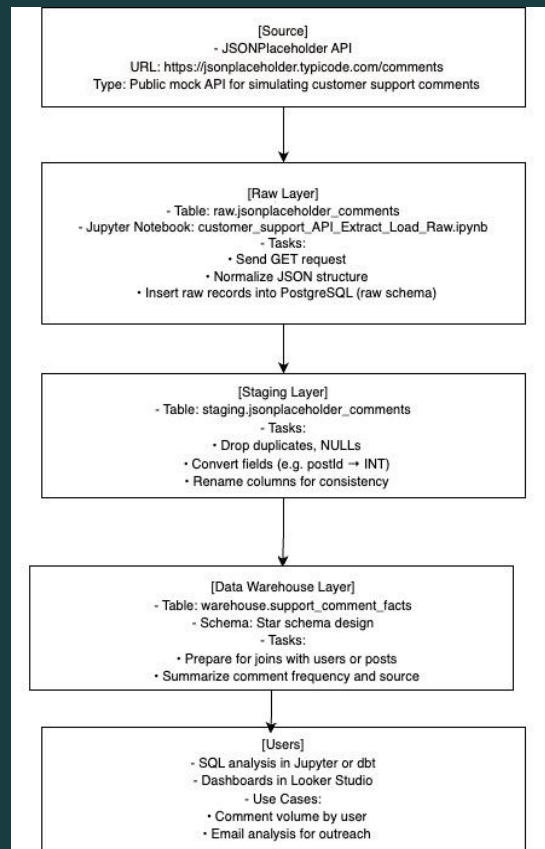 [Source]
- JSONPlaceholder API
URL: https://jsonplaceholder.typicode.com/comments
Type: Public mock API for simulating customer support comments
[Raw Layer]
- Table: raw.jsonplaceholder_comments
- Jupyter Notebook: customer_support_API_Extract_Load_Raw.ipynb
- Tasks:
• Send GET request
• Normalize JSON structure
• Insert raw records into PostgreSQL (raw schema)
[Staging Layer]
- Table: staging.jsonplaceholder_comments
- Tasks:
• Drop duplicates, NULLs
• Convert fields (e.g. postId → INT)
• Rename columns for consistency
[Data Warehouse Layer]
- Table: warehouse.support_comment_facts
- Schema: Star schema design
- Tasks:
• Prepare for joins with users or posts
• Summarize comment frequency and source
[Users]
- SQL analysis in Jupyter or dbt
- Dashboards in Looker Studio
- Use Cases:
• Comment volume by user
• Email analysis for outreach